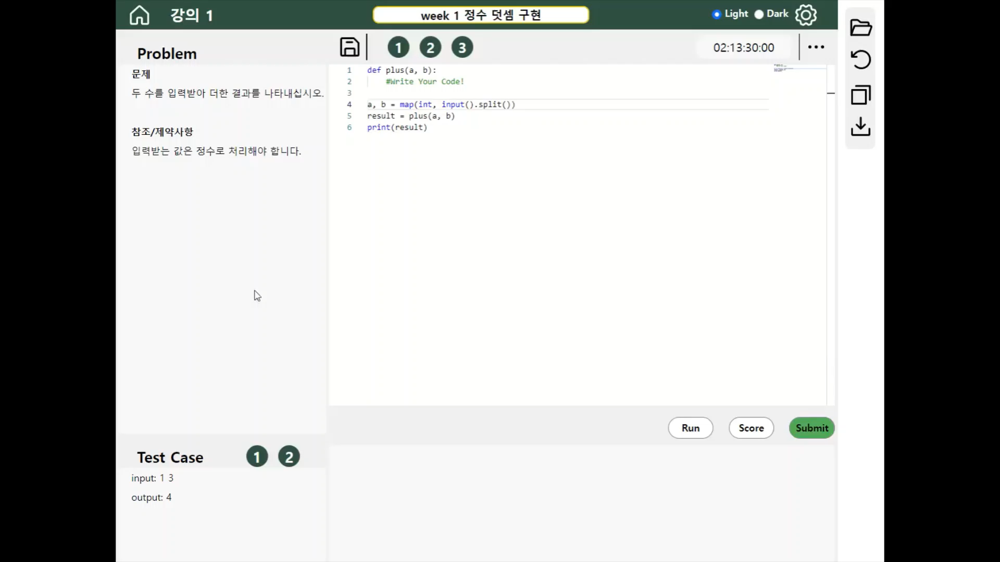 강의 1
week 1 정수 덧셈 구현
Light
Dark
Problem
1
2
3
02:13:30:00
문제
두 수를 입력받아 더한 결과를 나타내십시오.
참조/제약사항
입력받는 값은 정수로 처리해야 합니다.
1 def plus(a, b):
2 #Write Your Code!
3
4 a, b = map(int, input().split())
5 result = plus(a, b)
6 print(result)
Run
Score
Submit
Test Case
1
2
input: 1 3
output: 4